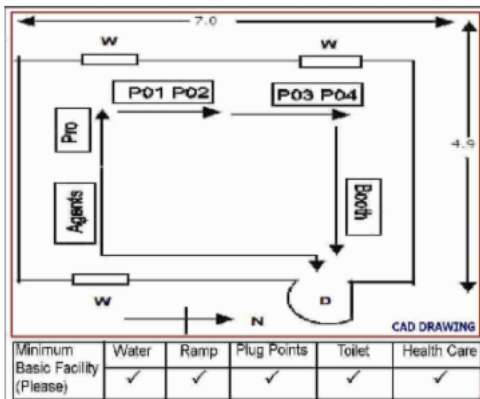 7.0
W W
P01 P02 P03 P04
4.9
Pro
Agents
Booth
W
D
N
CAD DRAWING
Minimum Basic Facility (Please) Water Ramp Plug Points Toilet Health Care
✓ ✓ ✓ ✓ ✓